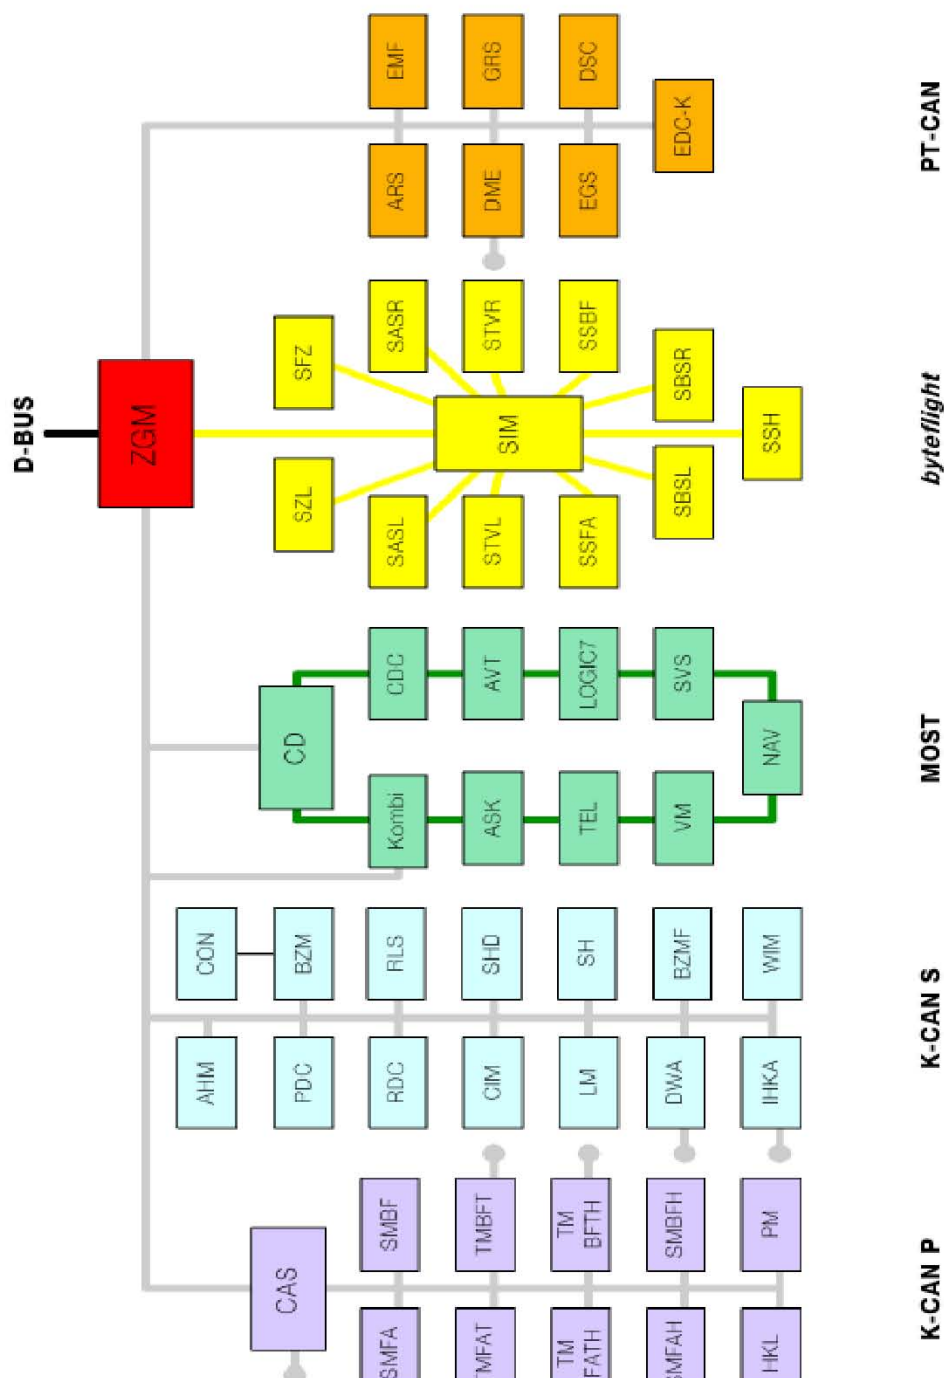 D-BUS
ZGM
AHM
CON
CAS
PDC
BZM
CD
SZL
SFZ
SMFA
SMBF
RDC
RLS
Kombi
CDC
SASL
SASR
ARS
EMF
TMFAT
TMBFT
CIM
SHD
ASK
AVT
STVL
STVR
DME
GRS
TM
FATH
TM
BFTH
LM
SH
TEL
LOGIC7
SSFA
SSBF
EGS
DSC
SMFAH
SMBFH
DWA
BZMF
VM
SVS
SBSL
SBSR
EDC-K
HKL
PM
IHKA
WIM
NAV
SSH
K-CAN P
K-CAN S
MOST
byteflight
PT-CAN